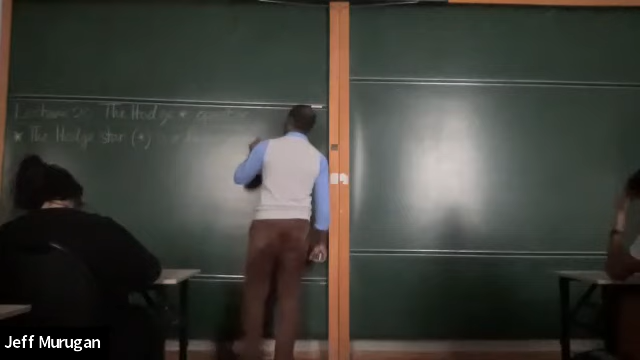 Lecture 20: The Hodge * operator
* The Hodge star (*)
Jeff Murugan